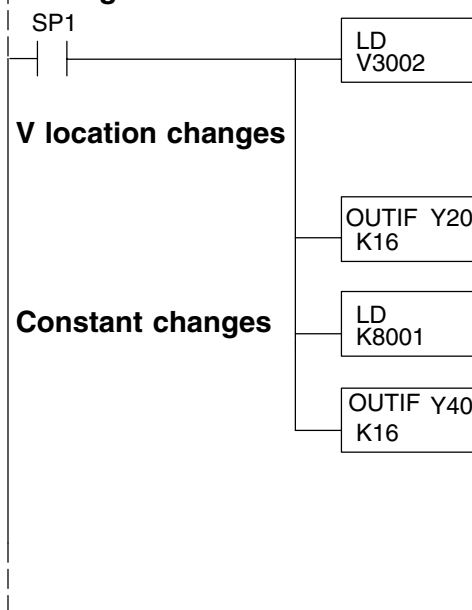 SP1
LD
V3002
V location changes
OUTIF Y20
K16
Constant changes
LD
K8001
OUTIF Y40
K16